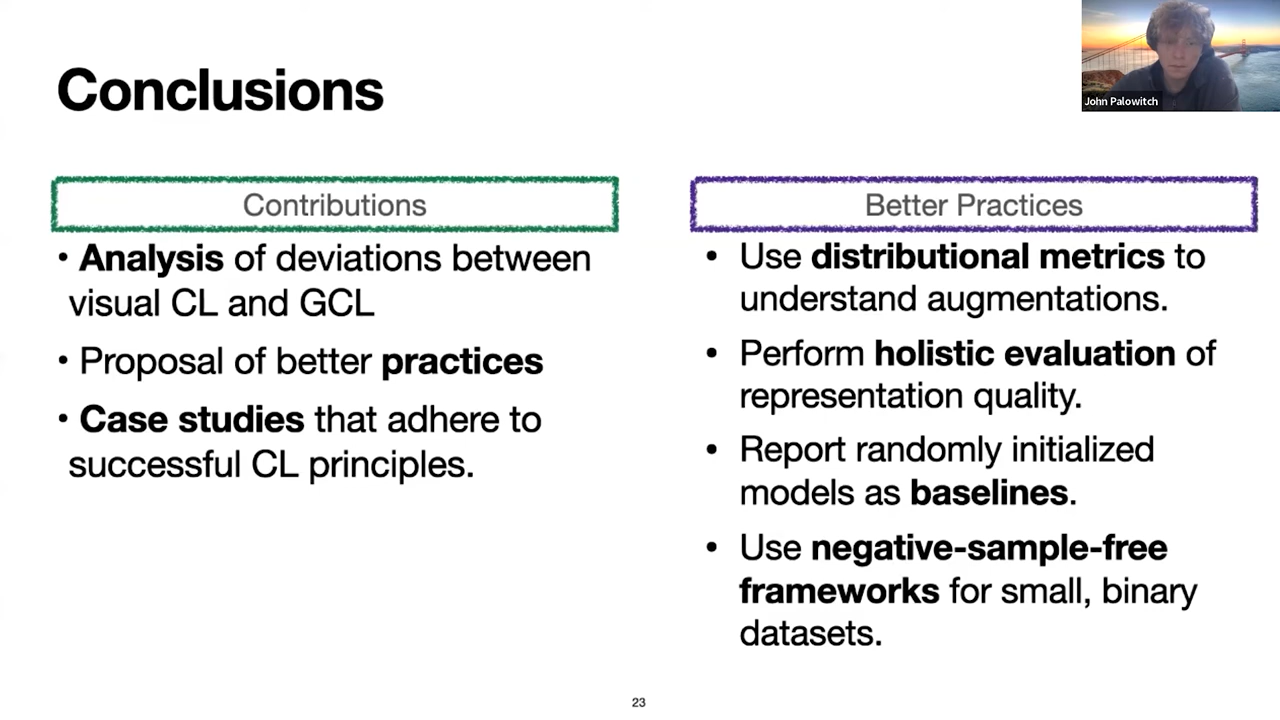 Conclusions
John Palowitch
Contributions
• Analysis of deviations between
visual CL and GCL
• Proposal of better practices
• Case studies that adhere to
successful CL principles.
Better Practices
• Use distributional metrics to
understand augmentations.
• Perform holistic evaluation of
representation quality.
• Report randomly initialized
models as baselines.
• Use negative-sample-free
frameworks for small, binary
datasets.
23